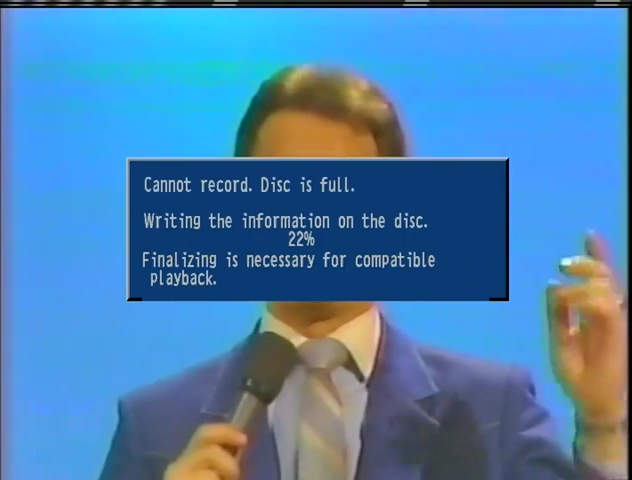 Cannot record. Disc is full.
Writing the information on the disc.
22%
Finalizing is necessary for compatible
playback.